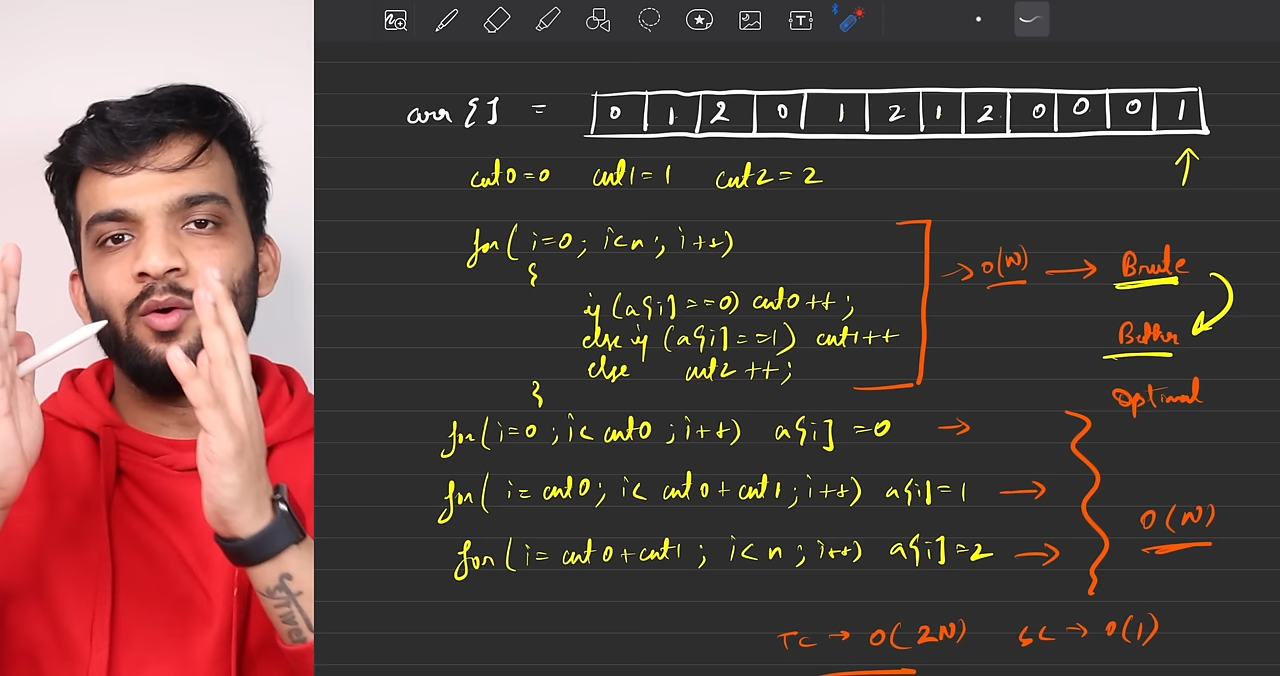 arr[] = 0 1 2 0 1 2 1 2 0 0 0 1
cnt0=0 cnt1=1 cnt2=2
for( i=0; i<n; i++)
{
→ O(N) → Brute
if (a[i]==0) cnt0++;
else if (a[i]==1) cnt1++
Better
else cnt2++;
}
Optimal
for(i=0; i< cnt0; i++) a[i]=0 →
for( i= cnt0; i< cnt0+cnt1; i++) a[i]=1 →
O(N)
for(i= cnt0+cnt1; i<n; i++) a[i]=2 →
TC → O(2N) SC → O(1)